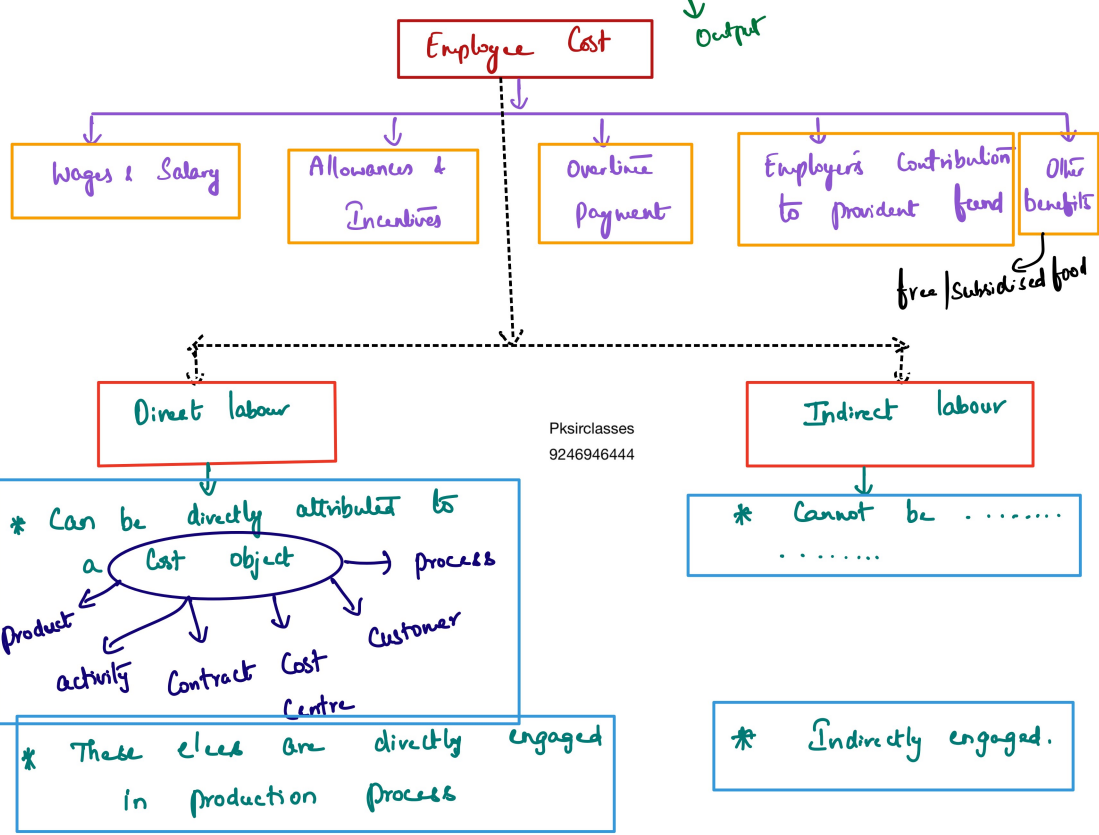 Output
Employee Cost
Wages & Salary
Allowances &
Incentives
Overtime
Payment
Employer's Contribution
to provident fund
Other
benefits
free/subsidised food
Direct labour
Indirect labour
Pksirclasses
9246946444
* Can be directly attributed to
a Cost object
process
Product
activity
Contract
Cost
Centre
Customer
* Cannot be ........
........
* These elees are directly engaged
in production process
* Indirectly engaged.